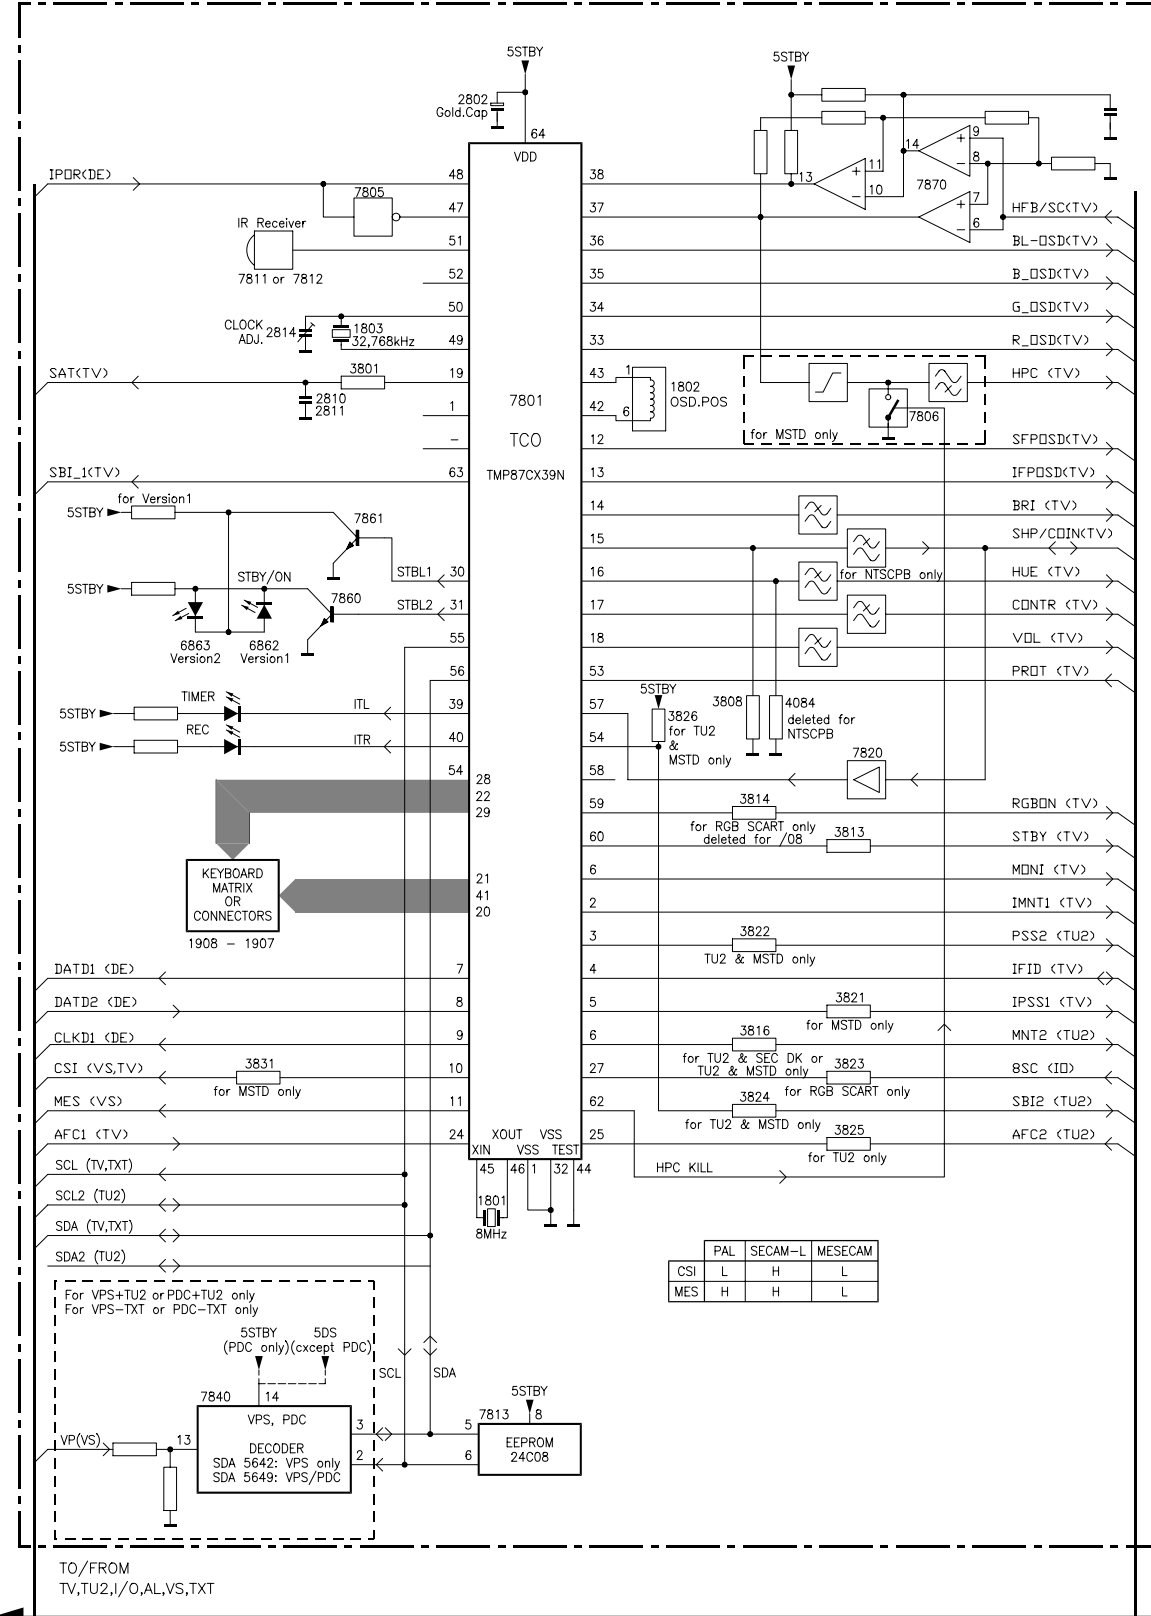 5STBY
2802
Gold.Cap
64
VDD
5STBY
14
9
8
7870
11
10
13
7
6
IPOR(DE)
48
38
7805
47
37
HFB/SC(TV)
IR Receiver
7811 or 7812
51
36
BL-OSD(TV)
52
35
B_OSD(TV)
50
34
G_OSD(TV)
CLOCK
ADJ.
2814
1803
32,768kHz
49
33
R_OSD(TV)
SAT(TV)
3801
2810
2811
19
43
1
6
1802
OSD.POS
HPC (TV)
7806
for MSTD only
1
7801
42
-
TCO
12
SFPOSD(TV)
SBI_1(TV)
63
TMP87CX39N
13
IFPOSD(TV)
for Version1
5STBY
7861
14
BRI (TV)
15
SHP/COIN(TV)
for NTSCPB only
STBL1
30
16
HUE (TV)
5STBY
STBY/ON
7860
STBL2
31
17
CONTR (TV)
6863
Version2
6862
Version1
55
18
VOL (TV)
56
53
PROT (TV)
5STBY
TIMER
ITL
39
57
5STBY
3826
for TU2
&
MSTD only
3808
4084
deleted for
NTSCPB
5STBY
REC
ITR
40
54
54
58
7820
28
22
29
59
3814
for RGB SCART only
deleted for /08
RGBON (TV)
60
3813
STBY (TV)
KEYBOARD
MATRIX
OR
CONNECTORS
1908 - 1907
21
41
20
6
MONI (TV)
2
IMNT1 (TV)
3
3822
TU2 & MSTD only
PSS2 (TU2)
DATD1 (DE)
7
4
IFID (TV)
DATD2 (DE)
8
5
3821
for MSTD only
IPSS1 (TV)
CLKD1 (DE)
9
6
3816
for TU2 & SEC DK or
TU2 & MSTD only
MNT2 (TU2)
CSI (VS,TV)
3831
for MSTD only
10
27
3823
for RGB SCART only
8SC (IO)
MES (VS)
11
62
3824
for TU2 & MSTD only
SBI2 (TU2)
AFC1 (TV)
24
XIN
XOUT
VSS
VSS
TEST
25
3825
for TU2 only
AFC2 (TU2)
45
46
1
32
44
HPC KILL
SCL (TV,TXT)
SCL2 (TU2)
1801
8MHz
SDA (TV,TXT)
SDA2 (TU2)
PAL SECAM-L MESECAM
CSI L H L
MES H H L
For VPS+TU2 or PDC+TU2 only
For VPS-TXT or PDC-TXT only
5STBY
(PDC only)
5DS
(cxcept PDC)
SCL
SDA
7840
14
VPS, PDC
DECODER
SDA 5642: VPS only
SDA 5649: VPS/PDC
VP(VS)
13
3
2
5STBY
7813
8
5
6
EEPROM
24C08
TO/FROM
TV,TU2,I/O,AL,VS,TXT